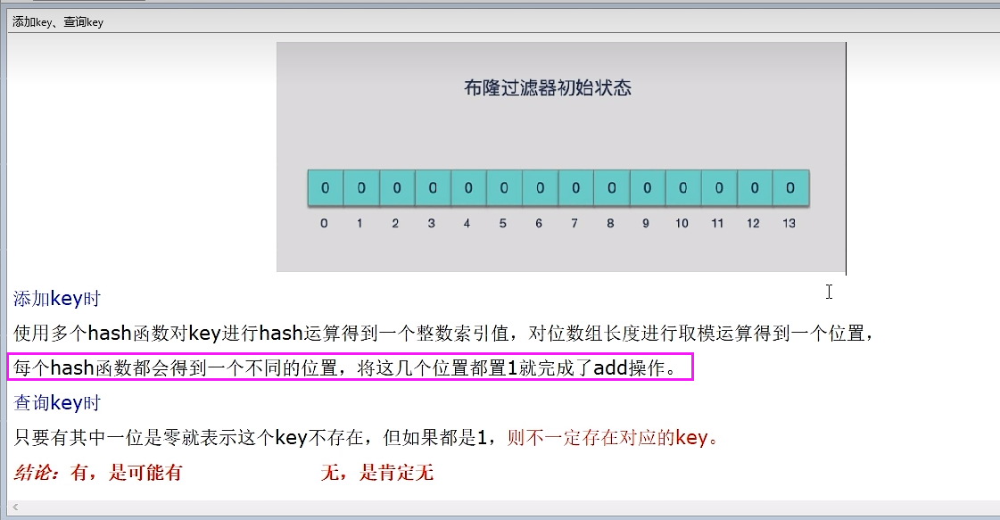 添加key、查询key
布隆过滤器初始状态
0 0 0 0 0 0 0 0 0 0 0 0 0 0
0 1 2 3 4 5 6 7 8 9 10 11 12 13
添加key时
使用多个hash函数对key进行hash运算得到一个整数索引值，对位数组长度进行取模运算得到一个位置，
每个hash函数都会得到一个不同的位置，将这几个位置都置1就完成了add操作。
查询key时
只要有其中一位是零就表示这个key不存在，但如果都是1，则不一定存在对应的key。
结论：有，是可能有 无，是肯定无